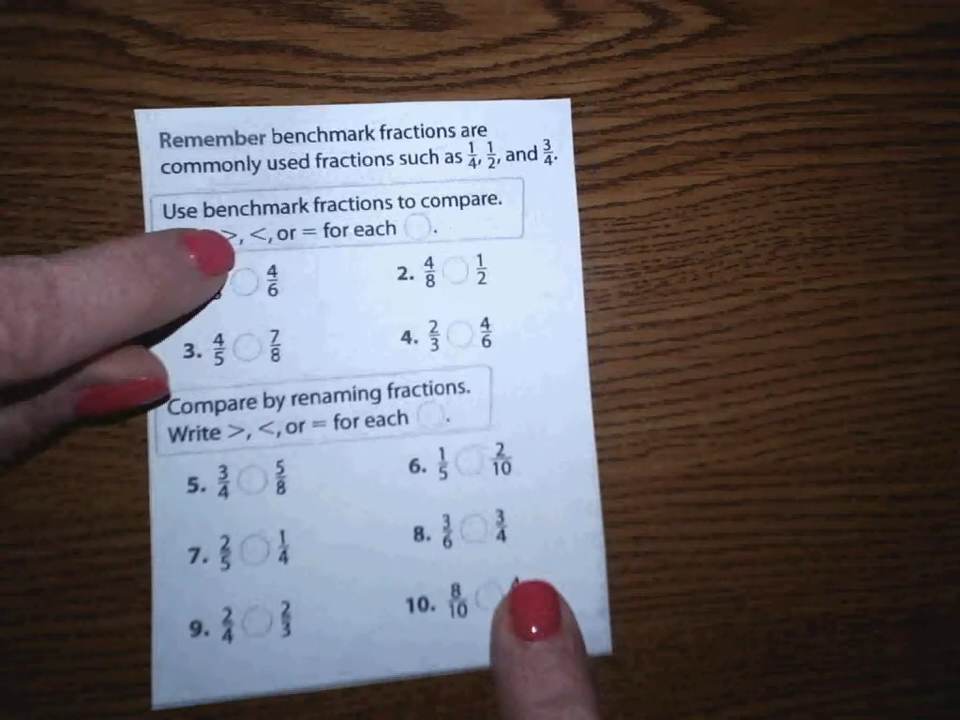 Remember benchmark fractions are
commonly used fractions such as 1/4, 1/2, and 3/4.
Use benchmark fractions to compare.
>, <, or = for each ○.
○ 4/6
2. 4/8 ○ 1/2
3. 4/5 ○ 7/8
4. 2/3 ○ 4/6
Compare by renaming fractions.
Write >, <, or = for each ○.
5. 3/4 ○ 5/8
6. 1/5 ○ 2/10
7. 2/5 ○ 1/4
8. 3/6 ○ 3/4
9. 2/4 ○ 2/3
10. 8/10 ○